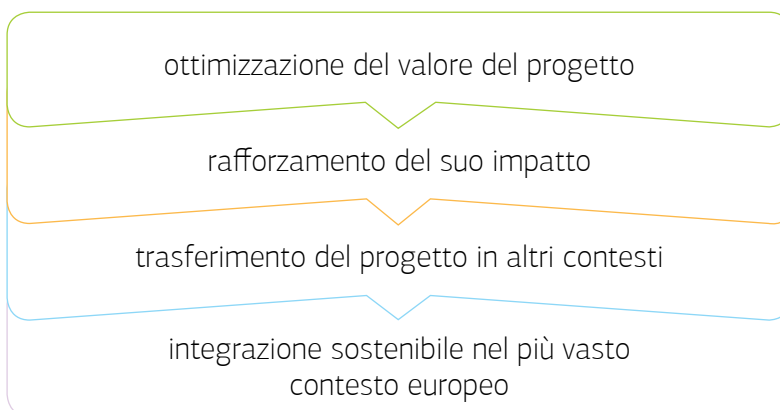 ottimizzazione del valore del progetto
rafforzamento del suo impatto
trasferimento del progetto in altri contesti
integrazione sostenibile nel più vasto
contesto europeo